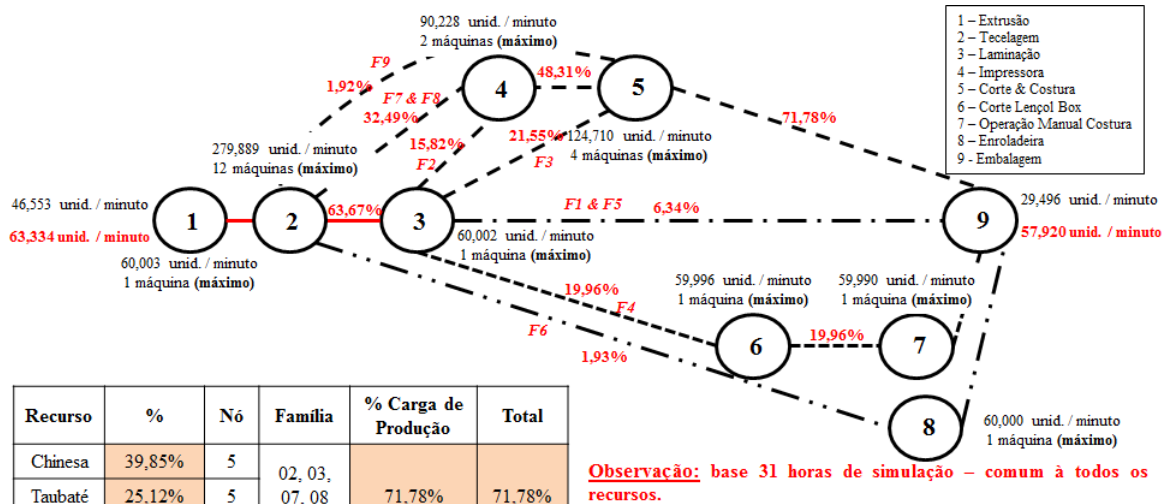 90,228 unid. / minuto
2 máquinas (máximo)
F9
1,92%
F7 & F8
32,49%
4
48,31%
5
15,82%
F2
21,55%
F3
124,710 unid. / minuto
4 máquinas (máximo)
71,78%
1 – Extrusão
2 – Tecelagem
3 – Laminação
4 – Impressora
5 – Corte & Costura
6 – Corte Lençol Box
7 – Operação Manual Costura
8 – Enroladeira
9 - Embalagem
279,889 unid. / minuto
12 máquinas (máximo)
46,553 unid. / minuto
63,334 unid. / minuto
1
60,003 unid. / minuto
1 máquina (máximo)
2
63,67%
3
60,002 unid. / minuto
1 máquina (máximo)
F1 & F5
6,34%
9
29,496 unid. / minuto
57,920 unid. / minuto
19,96%
F4
F6
1,93%
59,996 unid. / minuto
1 máquina (máximo)
59,990 unid. / minuto
1 máquina (máximo)
6
19,96%
7
8
60,000 unid. / minuto
1 máquina (máximo)
Recurso % Nó Família % Carga de Produção Total
Chinesa 39,85% 5 02, 03,
Taubaté 25,12% 5 07, 08 71,78% 71,78%
Observação: base 31 horas de simulação – comum à todos os
recursos.